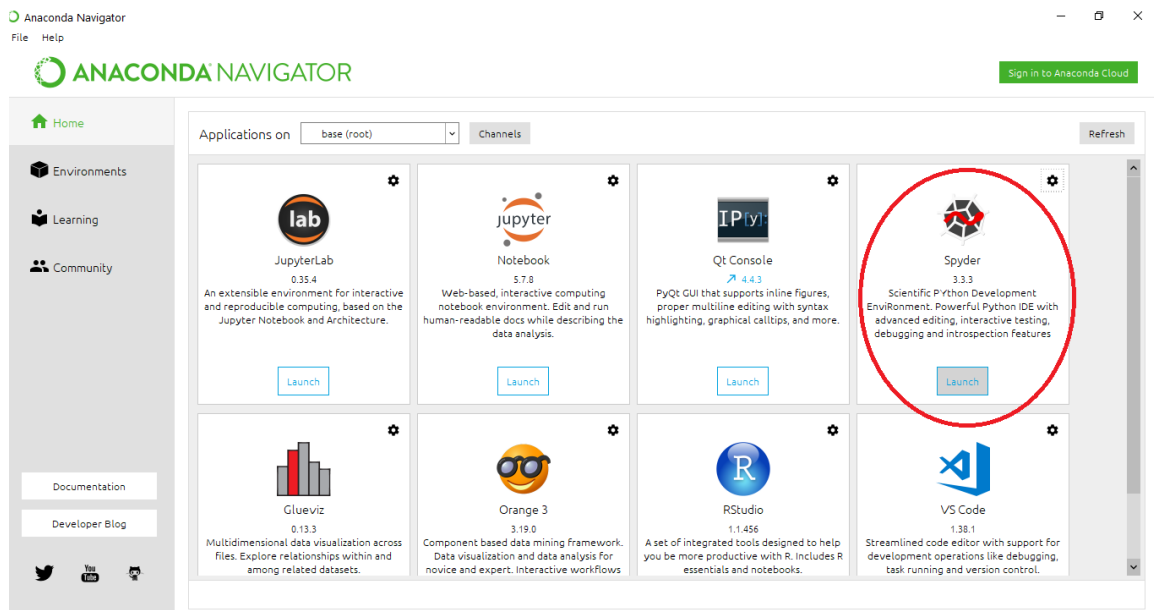 Anaconda Navigator
File Help
ANACONDA NAVIGATOR
Sign in to Anaconda Cloud
Home
Environments
Learning
Community
Documentation
Developer Blog
You
Tube
Applications on base (root) Channels
Refresh
lab
JupyterLab
0.35.4
An extensible environment for interactive
and reproducible computing, based on the
Jupyter Notebook and Architecture.
Launch
jupyter
Notebook
5.7.8
Web-based, interactive computing
notebook environment. Edit and run
human-readable docs while describing the
data analysis.
Launch
IP[y]:
Qt Console
4.4.3
PyQt GUI that supports inline figures,
proper multiline editing with syntax
highlighting, graphical calltips, and more.
Launch
Spyder
3.3.3
Scientific PYthon Development
EnviRonment. Powerful Python IDE with
advanced editing, interactive testing,
debugging and introspection features
Launch
Glueviz
0.13.3
Multidimensional data visualization across
files. Explore relationships within and
among related datasets.
Orange 3
3.19.0
Component based data mining framework.
Data visualization and data analysis for
novice and expert. Interactive workflows
R
RStudio
1.1.456
A set of integrated tools designed to help
you be more productive with R. Includes R
essentials and notebooks.
VS Code
1.38.1
Streamlined code editor with support for
development operations like debugging,
task running and version control.